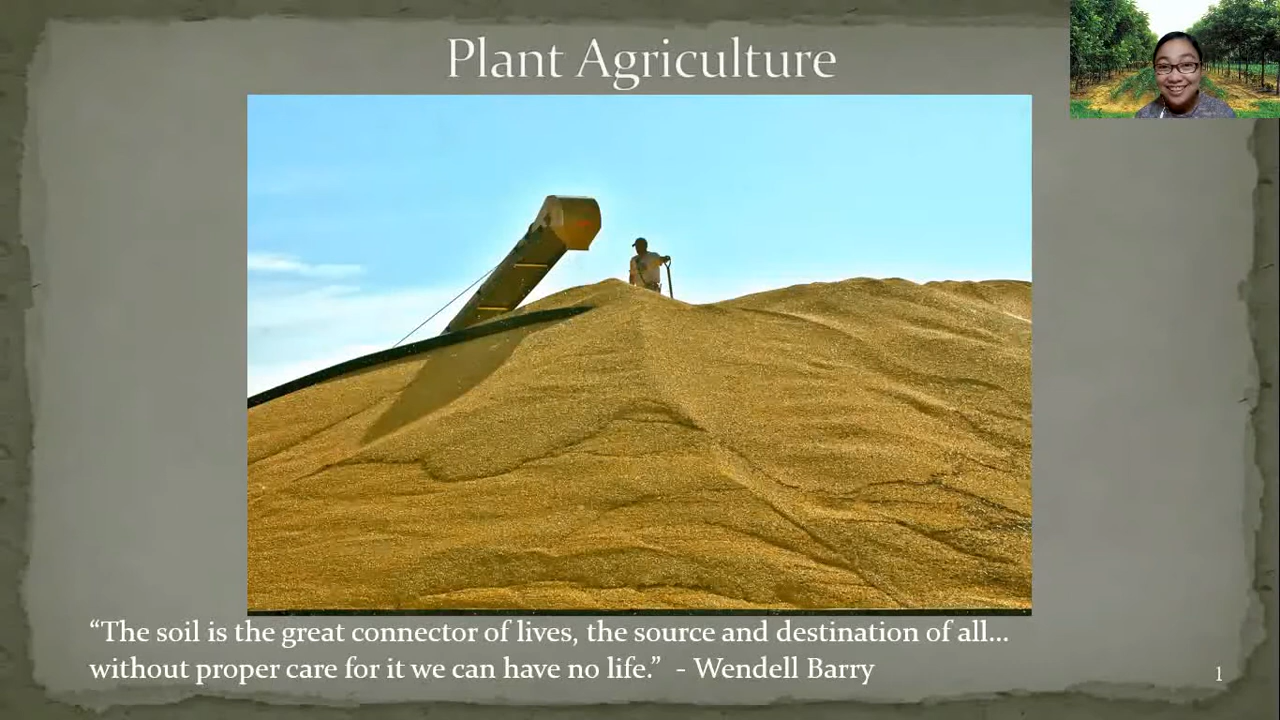 Plant Agriculture
“The soil is the great connector of lives, the source and destination of all…
without proper care for it we can have no life.” - Wendell Barry
1